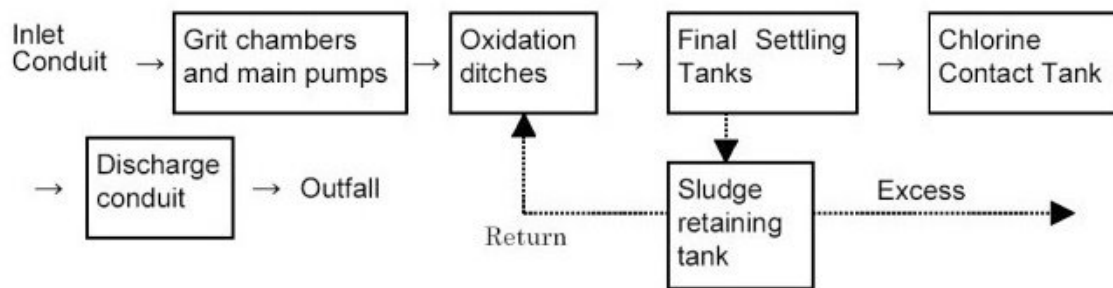 Inlet
Conduit
→
Grit chambers
and main pumps
→
Oxidation
ditches
→
Final Settling
Tanks
→
Chlorine
Contact Tank
→
Discharge
conduit
→
Outfall
Sludge
retaining
tank
Return
Excess